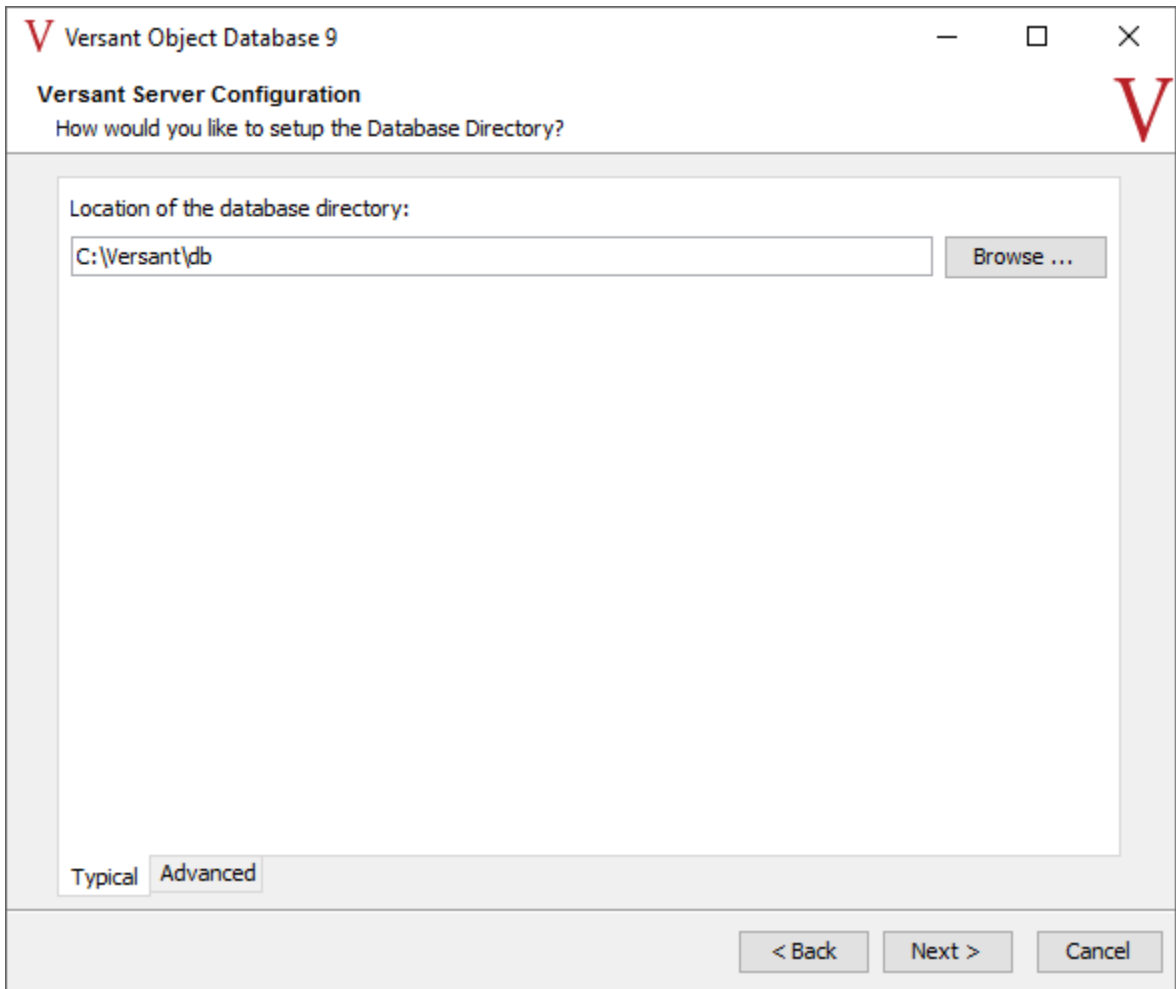 V Versant Object Database 9
Versant Server Configuration
How would you like to setup the Database Directory?
V
Location of the database directory:
C:\Versant\db
Browse ...
Typical
Advanced
< Back
Next >
Cancel